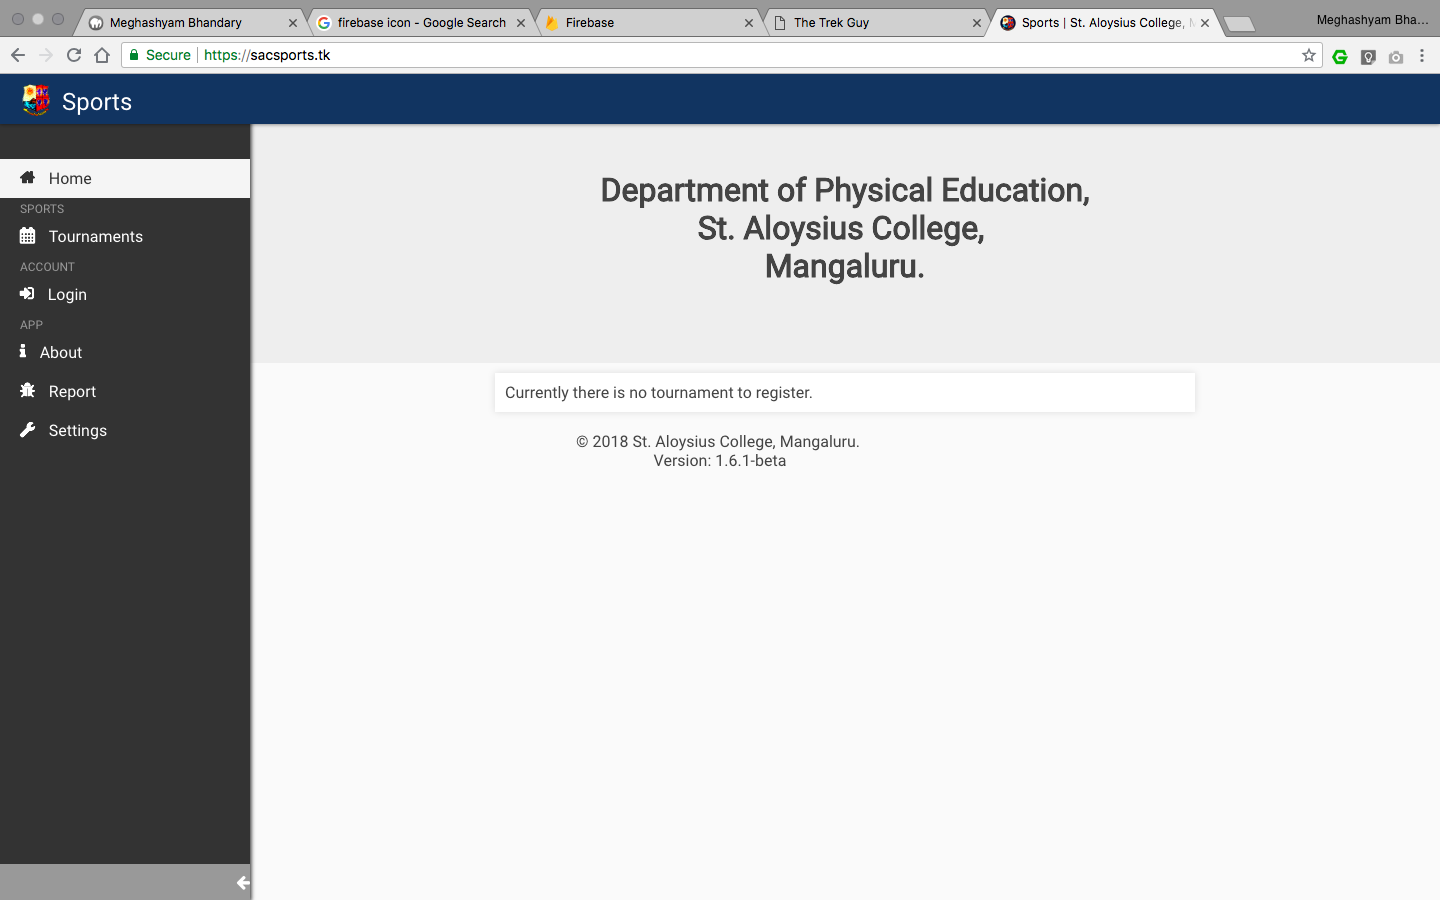 Meghashyam Bhandary
firebase icon - Google Search
Firebase
The Trek Guy
Sports | St. Aloysius College,
Meghashyam Bha...
Secure
https://sacsports.tk
Sports
Home
SPORTS
Tournaments
ACCOUNT
Login
APP
About
Report
Settings
Department of Physical Education,
St. Aloysius College,
Mangaluru.
Currently there is no tournament to register.
© 2018 St. Aloysius College, Mangaluru.
Version: 1.6.1-beta